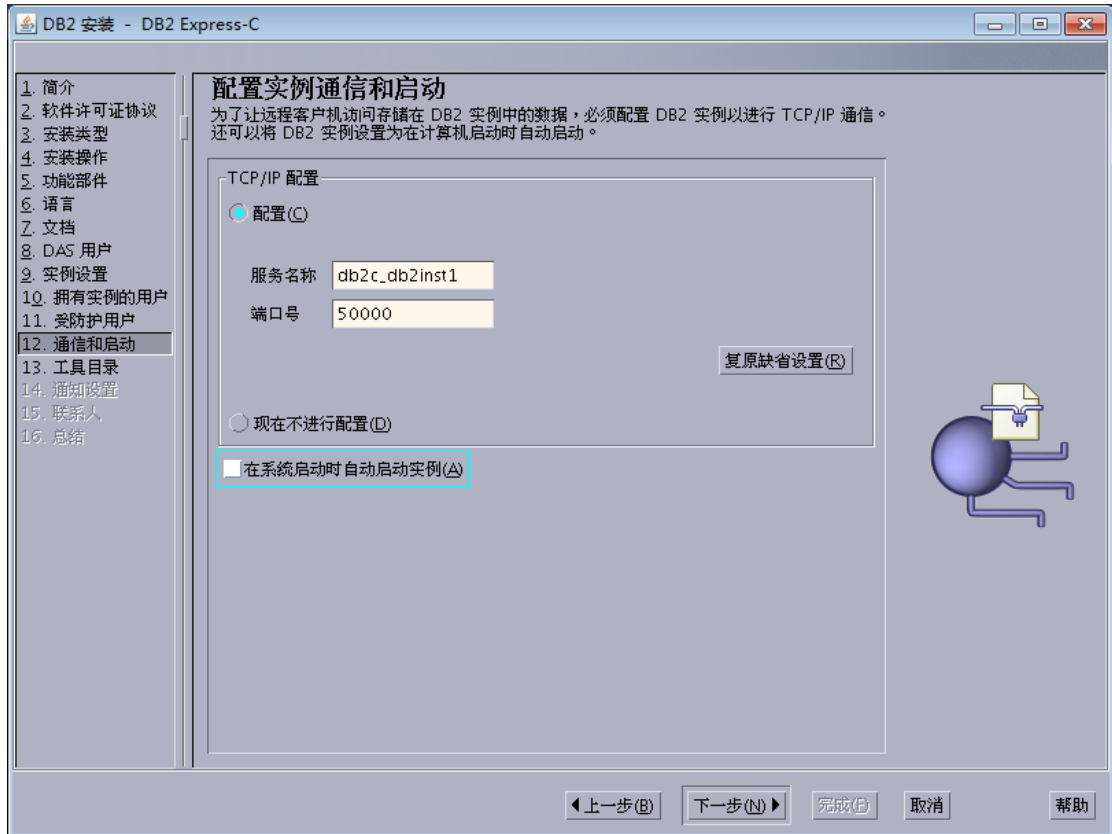 DB2 安装 - DB2 Express-C
1. 简介
2. 软件许可证协议
3. 安装类型
4. 安装操作
5. 功能部件
6. 语言
7. 文档
8. DAS 用户
9. 实例设置
10. 拥有实例的用户
11. 受防护用户
12. 通信和启动
13. 工具目录
14. 通知设置
15. 联系人
16. 总结
配置实例通信和启动
为了让远程客户机访问存储在 DB2 实例中的数据，必须配置 DB2 实例以进行 TCP/IP 通信。
还可以将 DB2 实例设置为在计算机启动时自动启动。
TCP/IP 配置
配置(C)
服务名称 db2c_db2inst1
端口号 50000
复原缺省设置(R)
现在不进行配置(D)
在系统启动时自动启动实例(A)
上一步(B) 下一步(N) 完成(F) 取消 帮助